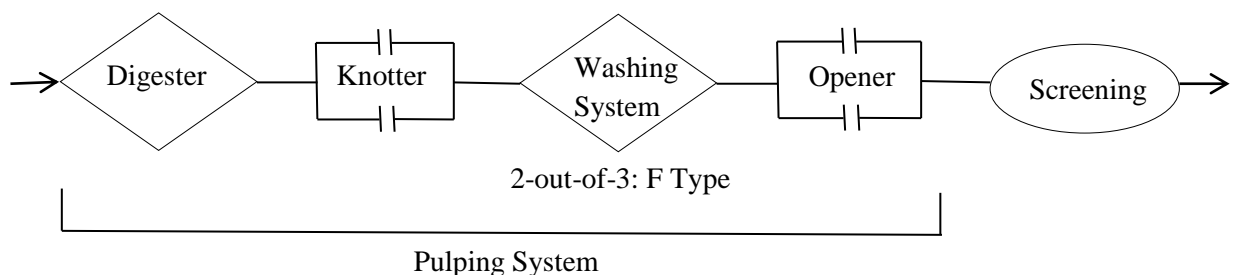 Digester
Knotter
Washing
System
Opener
Screening
2-out-of-3: F Type
Pulping System